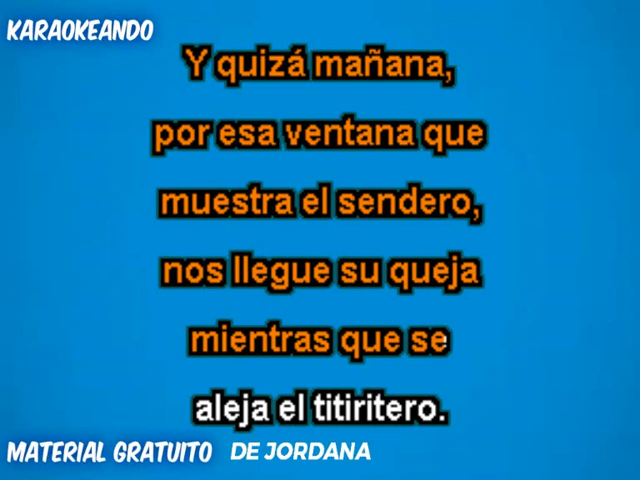 KARAOKEANDO
Y quizá mañana,
por esa ventana que
muestra el sendero,
nos llegue su queja
mientras que se
aleja el titiritero.
MATERIAL GRATUITO DE JORDANA